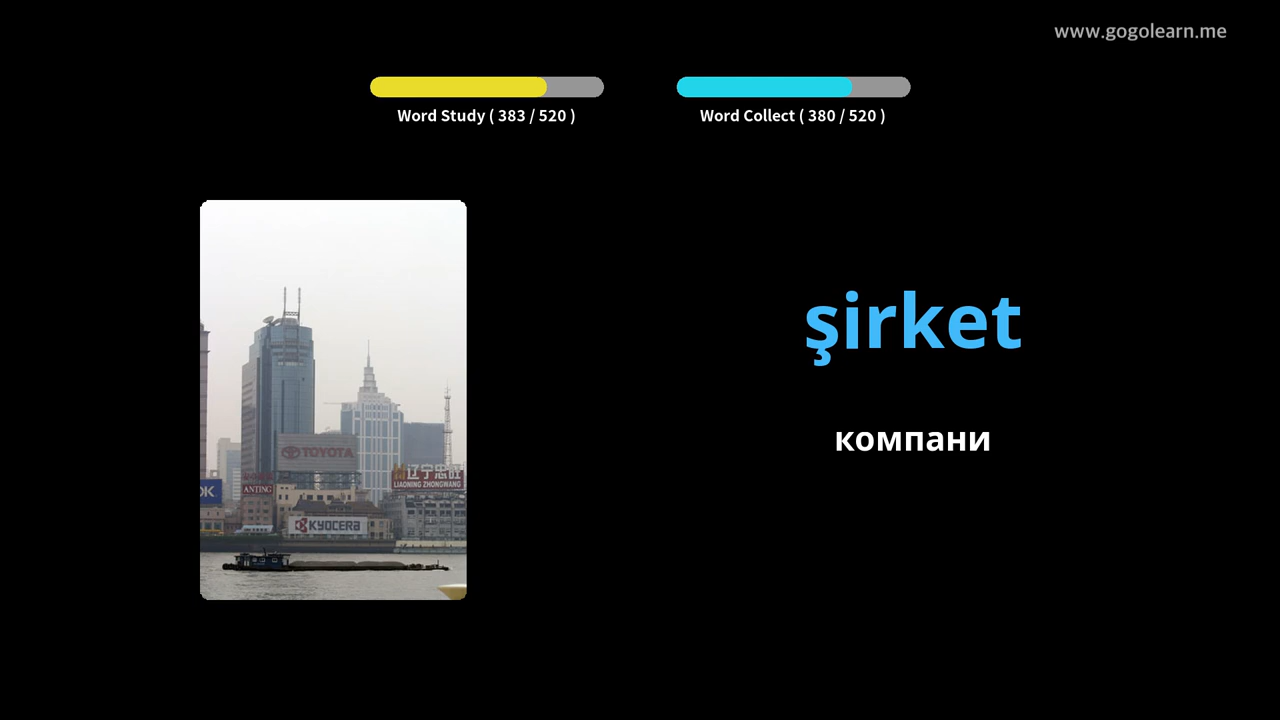 www.gogolearn.me
Word Study ( 383 / 520 )
Word Collect ( 380 / 520 )
şirket
компани
TOYOTA
辽宁忠旺
LIAONING ZHONGWANG
ANTING
KYOCERA